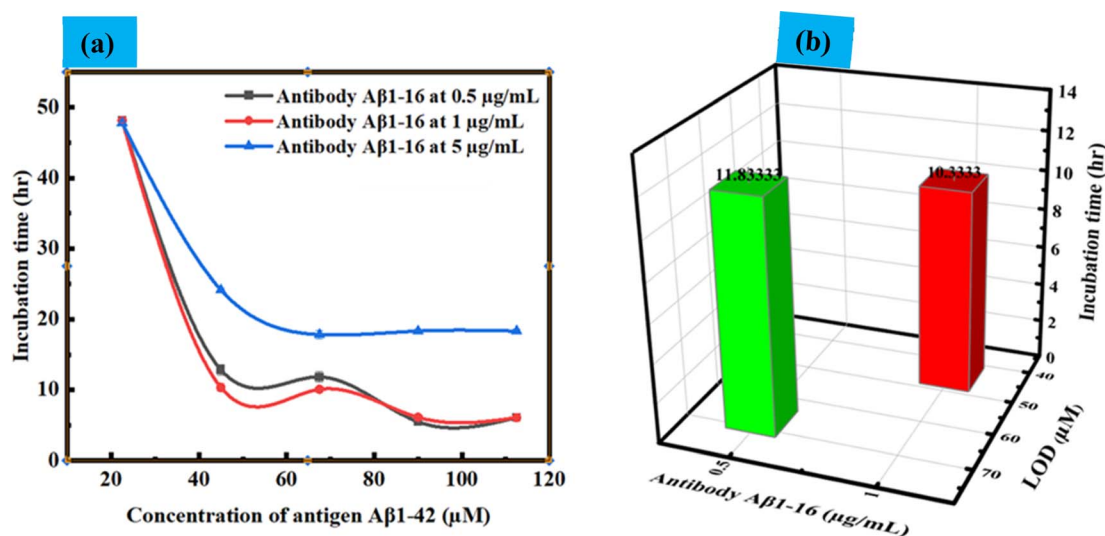 (a)
Antibody Aβ1-16 at 0.5 µg/mL
Antibody Aβ1-16 at 1 µg/mL
Antibody Aβ1-16 at 5 µg/mL
50
40
30
20
10
0
Incubation time (hr)
20
40
60
80
100
120
Concentration of antigen Aβ1-42 (µM)
(b)
11.83333
10.3333
14
12
10
8
6
4
2
0
Incubation time (hr)
40
50
60
70
LOD (µM)
0.5
1
Antibody Aβ1-16 (µg/mL)